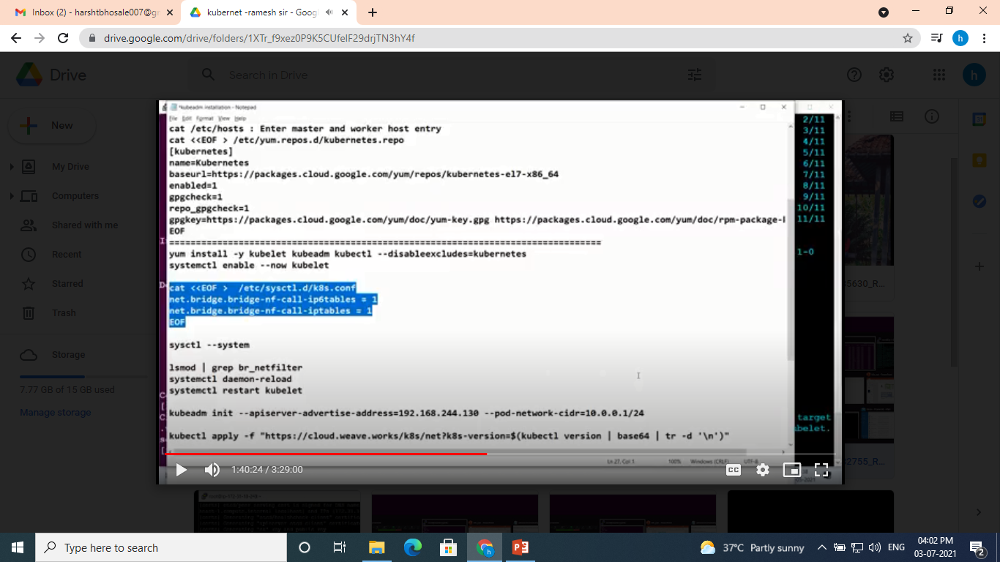 Inbox (2) - harshtbhosale007@gm
kubernet -ramesh sir - Goog
drive.google.com/drive/folders/1XTr_f9xez0P9K5CUfelF29drjTN3hY4f
h
Drive
Search in Drive
h
New
My Drive
Computers
Shared with me
Recent
Starred
Trash
Storage
7.77 GB of 15 GB used
Manage storage
*kubeadm installation - Notepad
File Edit Format View Help
cat /etc/hosts : Enter master and worker host entry
cat <<EOF > /etc/yum.repos.d/kubernetes.repo
[kubernetes]
name=Kubernetes
baseurl=https://packages.cloud.google.com/yum/repos/kubernetes-el7-x86_64
enabled=1
gpgcheck=1
repo_gpgcheck=1
gpgkey=https://packages.cloud.google.com/yum/doc/yum-key.gpg https://packages.cloud.google.com/yum/doc/rpm-package-
EOF
=================================================================================
yum install -y kubelet kubeadm kubectl --disableexcludes=kubernetes
systemctl enable --now kubelet
cat <<EOF > /etc/sysctl.d/k8s.conf
net.bridge.bridge-nf-call-ip6tables = 1
net.bridge.bridge-nf-call-iptables = 1
EOF
sysctl --system
lsmod | grep br_netfilter
systemctl daemon-reload
systemctl restart kubelet
kubeadm init --apiserver-advertise-address=192.168.244.130 --pod-network-cidr=10.0.0.1/24
kubectl apply -f "https://cloud.weave.works/k8s/net?k8s-version=$(kubectl version | base64 | tr -d '\n')"
Ln 27, Col 1 100% Windows (CRLF) UTF-8
2/11
3/11
4/11
5/11
6/11
7/11
8/11
9/11
10/11
11/11
1-0
target
ubelet.
5630_R...
2755_R...
1:40:24 / 3:29:00
CC
Type here to search
37°C Partly sunny
ENG
04:02 PM
03-07-2021
2